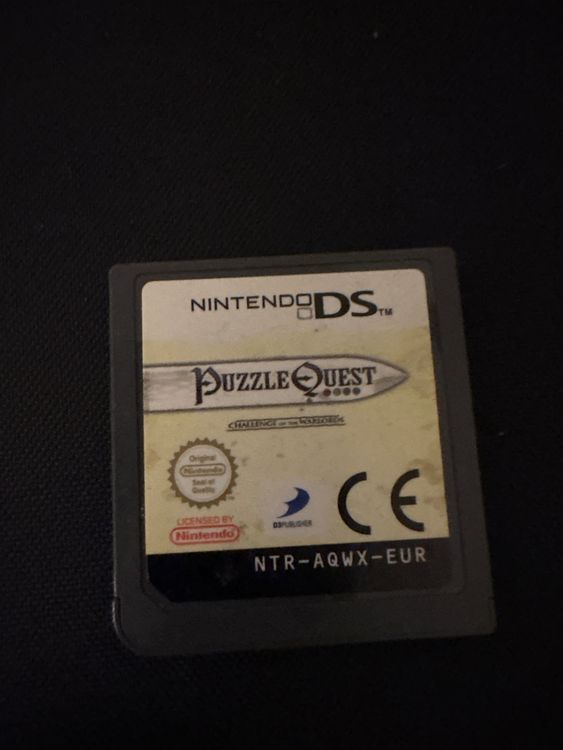 NINTENDO DS™
PUZZLE QUEST
CHALLENGE OF THE WARLORDS
Original
Nintendo
Seal of
Quality
LICENSED BY
Nintendo
D3PUBLISHER
CE
NTR-AQWX-EUR